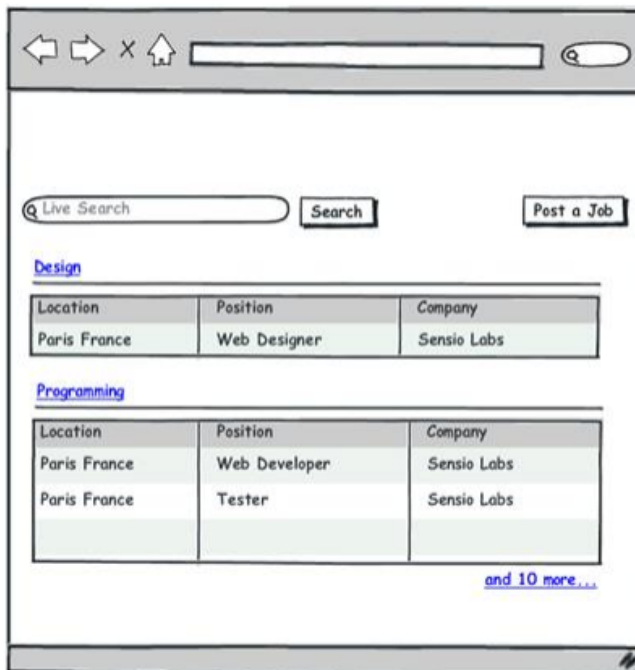 Live Search Search Post a Job
Design
Location Position Company
Paris France Web Designer Sensio Labs
Programming
Location Position Company
Paris France Web Developer Sensio Labs
Paris France Tester Sensio Labs
and 10 more...